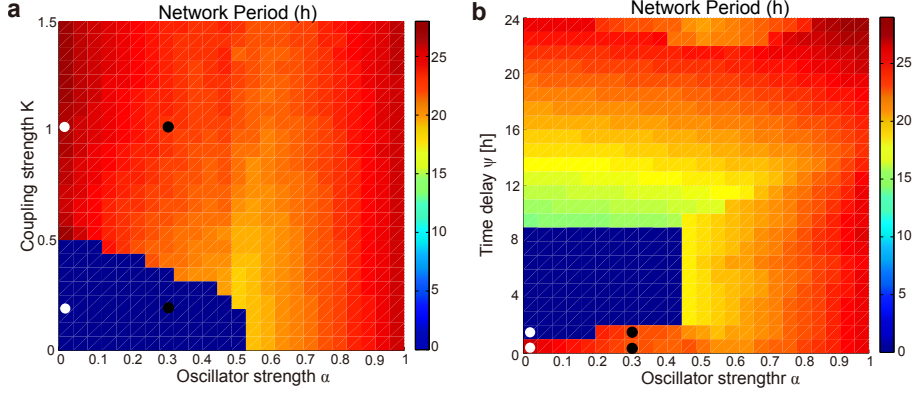 a
Network Period (h)
Coupling strength K
1.5
1
0.5
0
0 0.1 0.2 0.3 0.4 0.5 0.6 0.7 0.8 0.9 1
Oscillator strength α
25
20
15
10
5
0
b
Network Period (h)
Time delay ψ [h]
24
20
16
12
8
4
0
0 0.1 0.2 0.3 0.4 0.5 0.6 0.7 0.8 0.9 1
Oscillator strengthr α
25
20
15
10
5
0